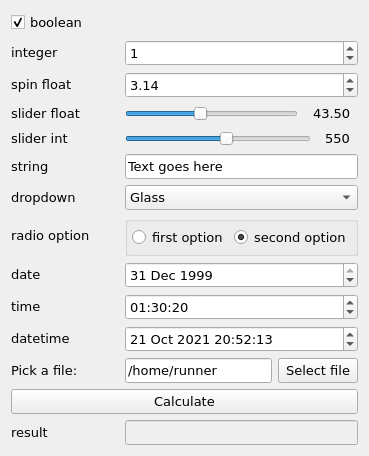 boolean
integer 1
spin float 3.14
slider float 43.50
slider int 550
string Text goes here
dropdown Glass
radio option first option second option
date 31 Dec 1999
time 01:30:20
datetime 21 Oct 2021 20:52:13
Pick a file: /home/runner Select file
Calculate
result